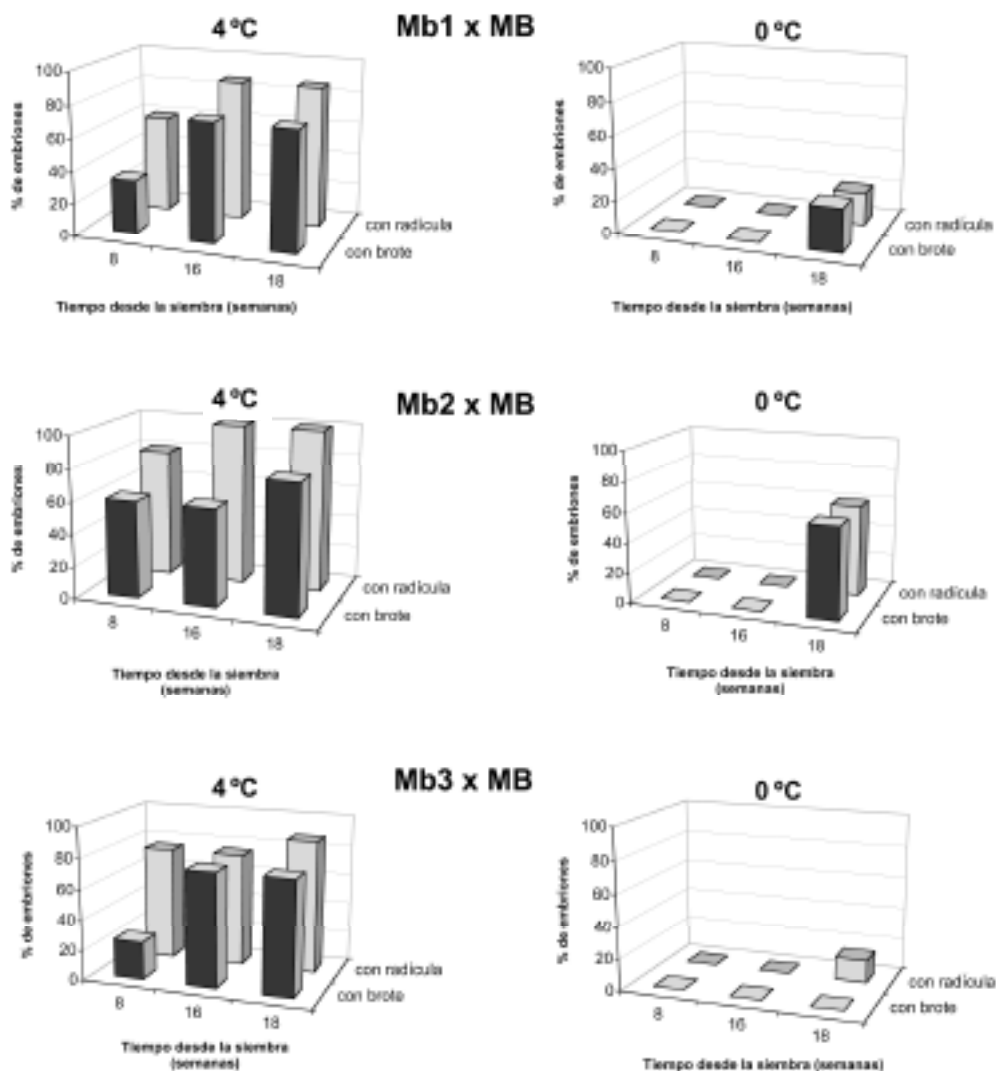 4 ºC
Mb1 x MB
0 ºC
% de embriones
100
80
60
40
20
0
8
16
18
con radícula
con brote
Tiempo desde la siembra (semanas)
% de embriones
100
80
60
40
20
0
8
16
18
con radícula
con brote
Tiempo desde la siembra (semanas)
4 ºC
Mb2 x MB
0 ºC
% de embriones
100
80
60
40
20
0
8
16
18
con radícula
con brote
Tiempo desde la siembra
(semanas)
% de embriones
100
80
60
40
20
0
8
16
18
con radícula
con brote
Tiempo desde la siembra
(semanas)
4 ºC
Mb3 x MB
0 ºC
% de embriones
100
80
60
40
20
0
8
16
18
con radícula
con brote
Tiempo desde la siembra
(semanas)
% de embriones
100
80
60
40
20
0
8
16
18
con radícula
con brote
Tiempo desde la siembra (semanas)